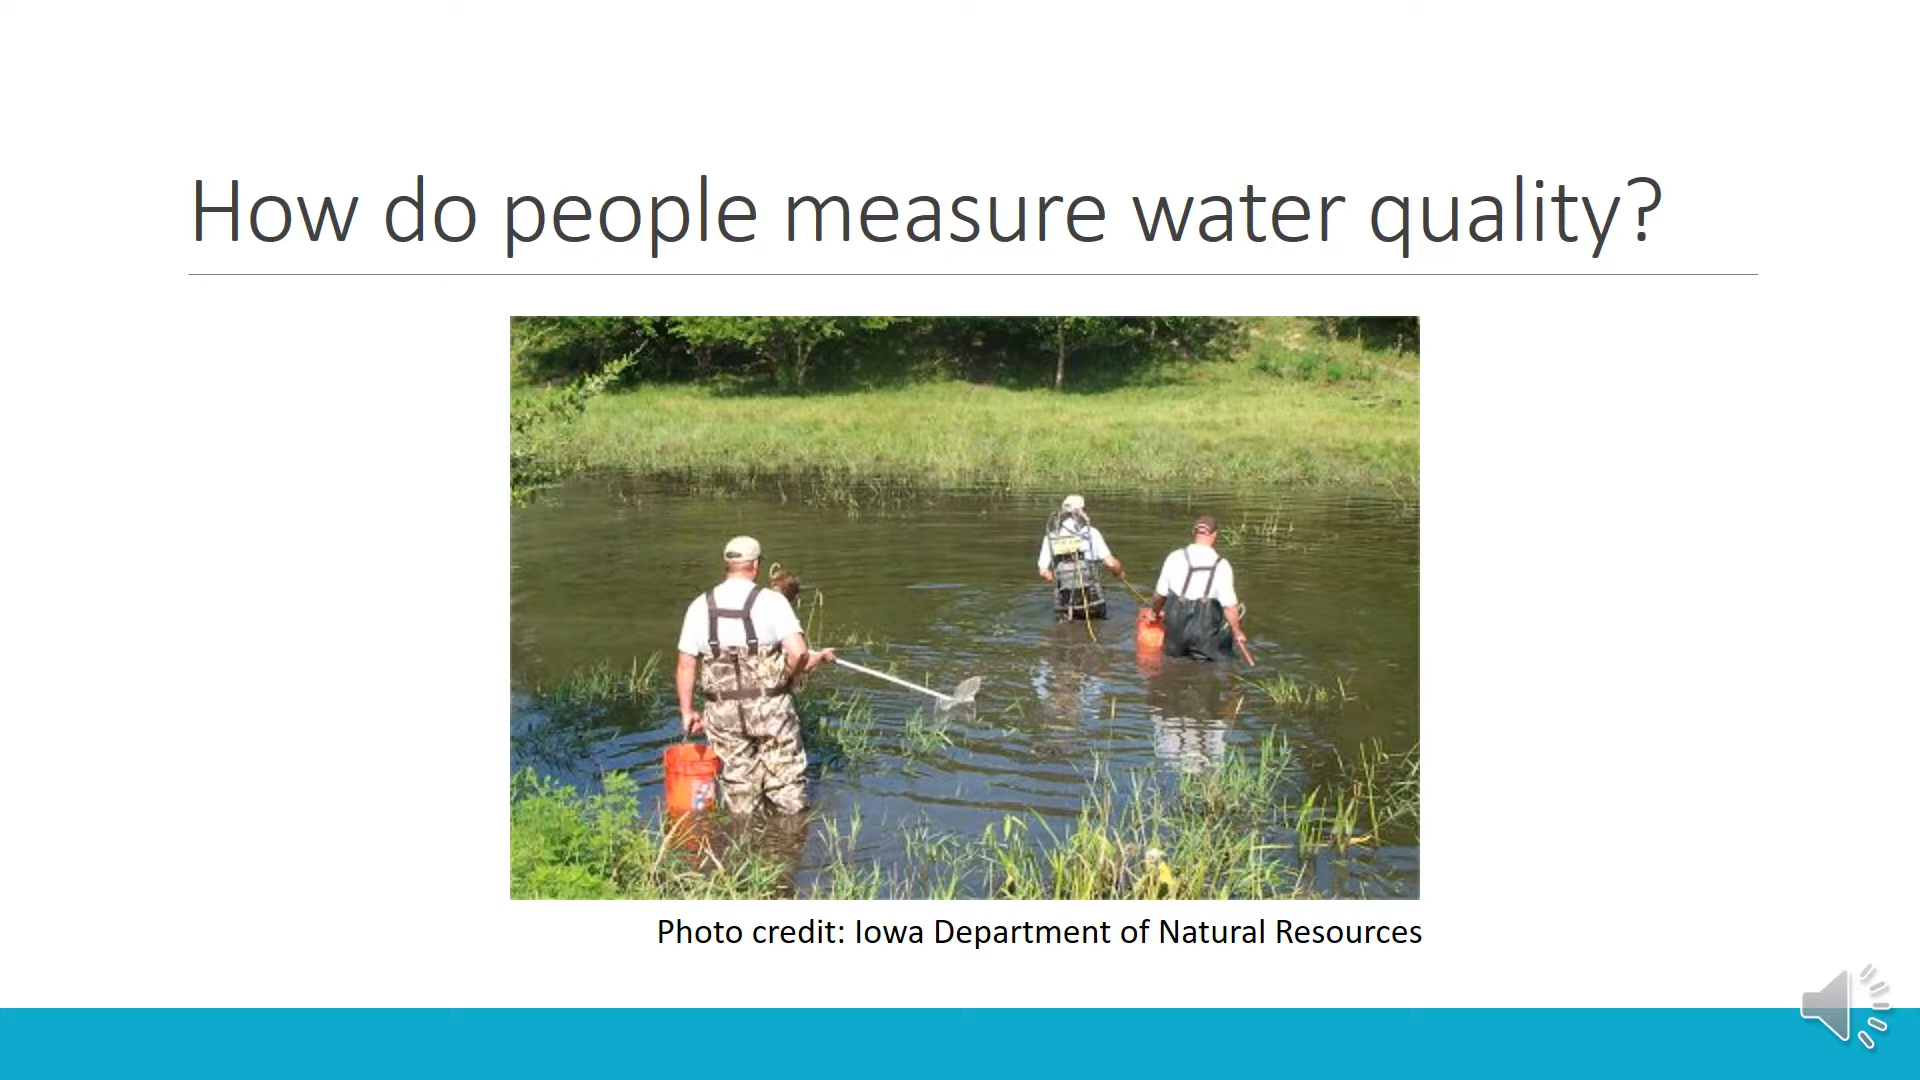 How do people measure water quality?
Photo credit: Iowa Department of Natural Resources